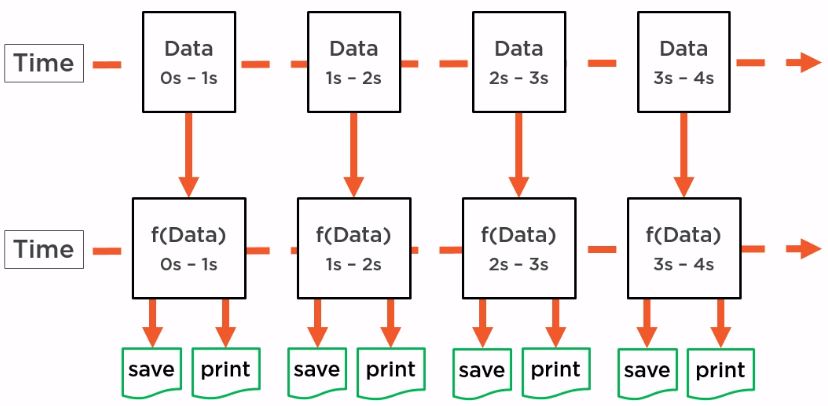 Time
Data
0s – 1s
Data
1s – 2s
Data
2s – 3s
Data
3s – 4s
Time
f(Data)
0s – 1s
f(Data)
1s – 2s
f(Data)
2s – 3s
f(Data)
3s – 4s
save
print
save
print
save
print
save
print